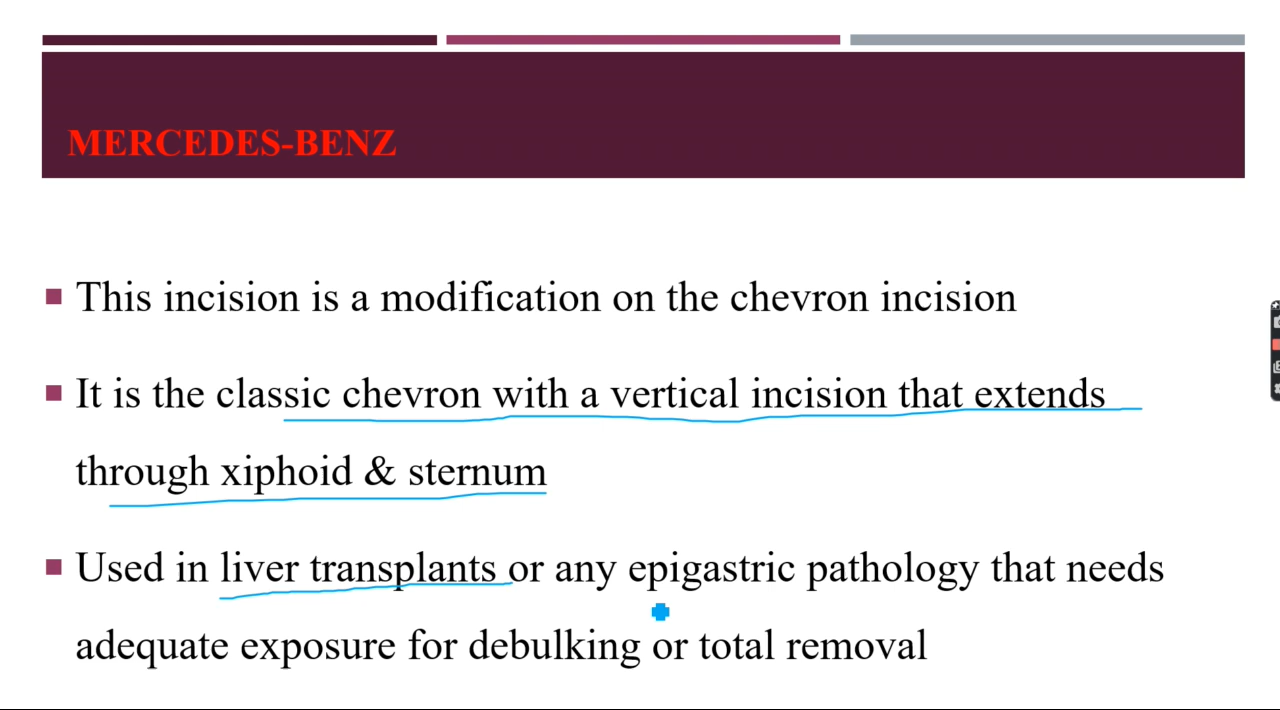 MERCEDES-BENZ
This incision is a modification on the chevron incision
It is the classic chevron with a vertical incision that extends
through xiphoid & sternum
Used in liver transplants or any epigastric pathology that needs
adequate exposure for debulking or total removal